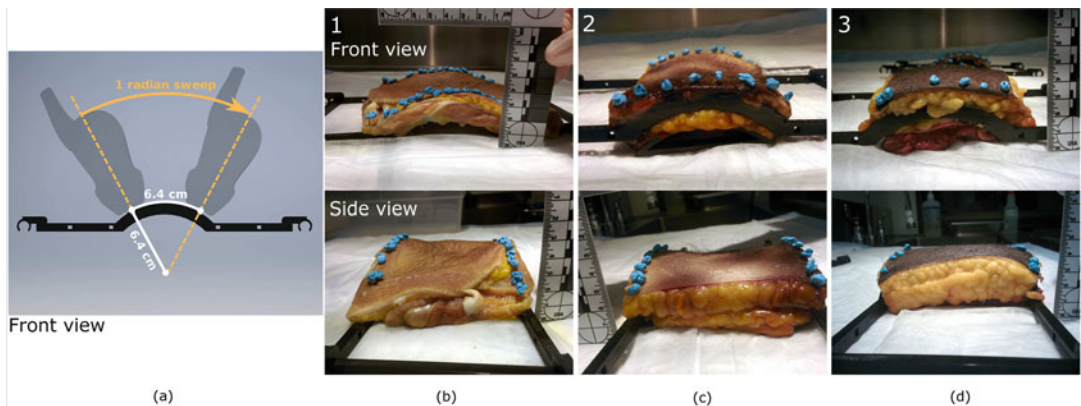 1 radian sweep
6.4 cm
6.4 cm
Front view
(a)
1
Front view
Side view
(b)
2
(c)
3
(d)